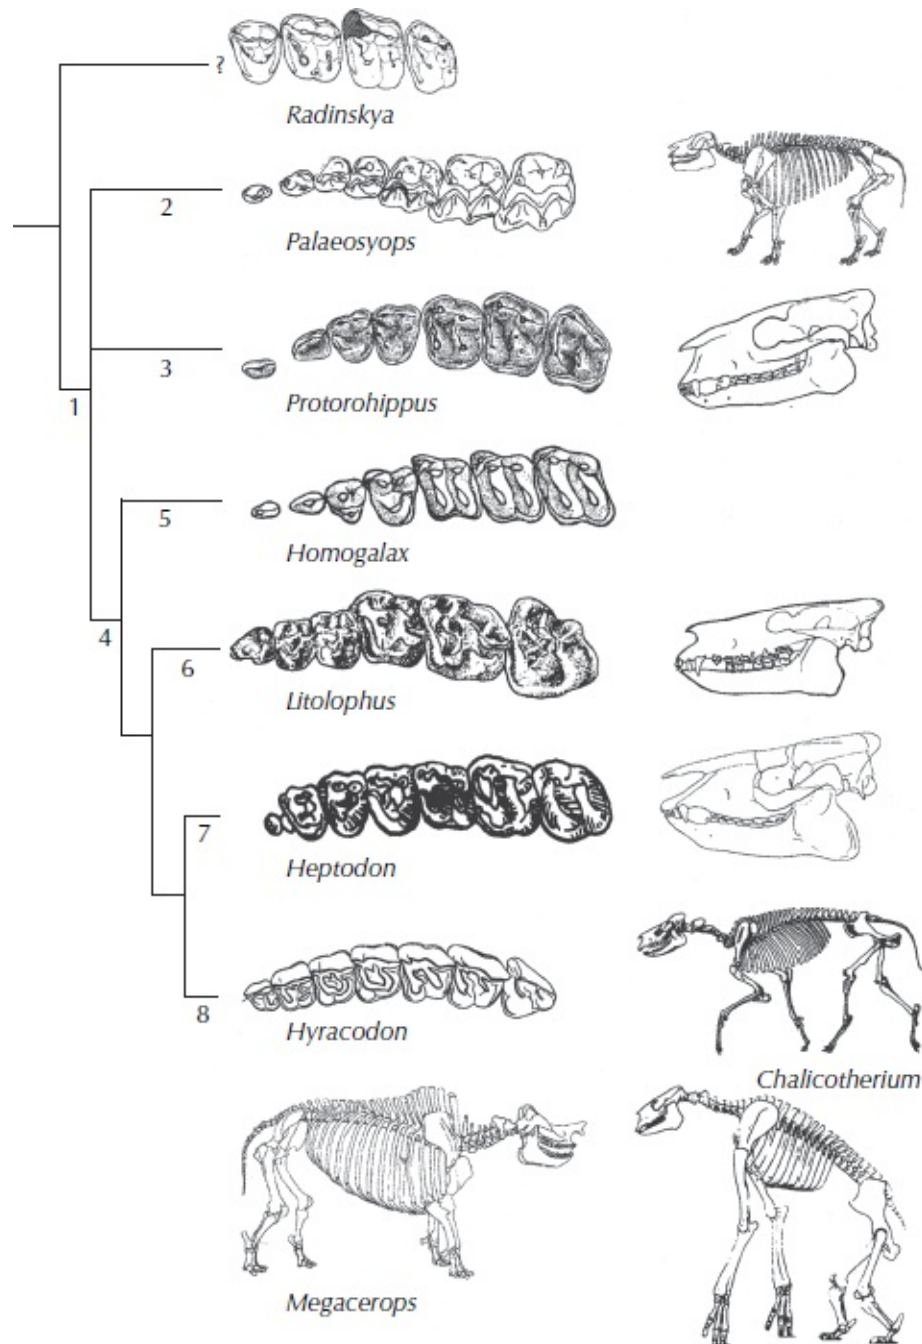 ?
Radinskya
2
Palaeosyops
3
Protorohippus
1
5
Homogalax
4
6
Litolophus
7
Heptodon
8
Hyracodon
Chalicotherium
Megacerops